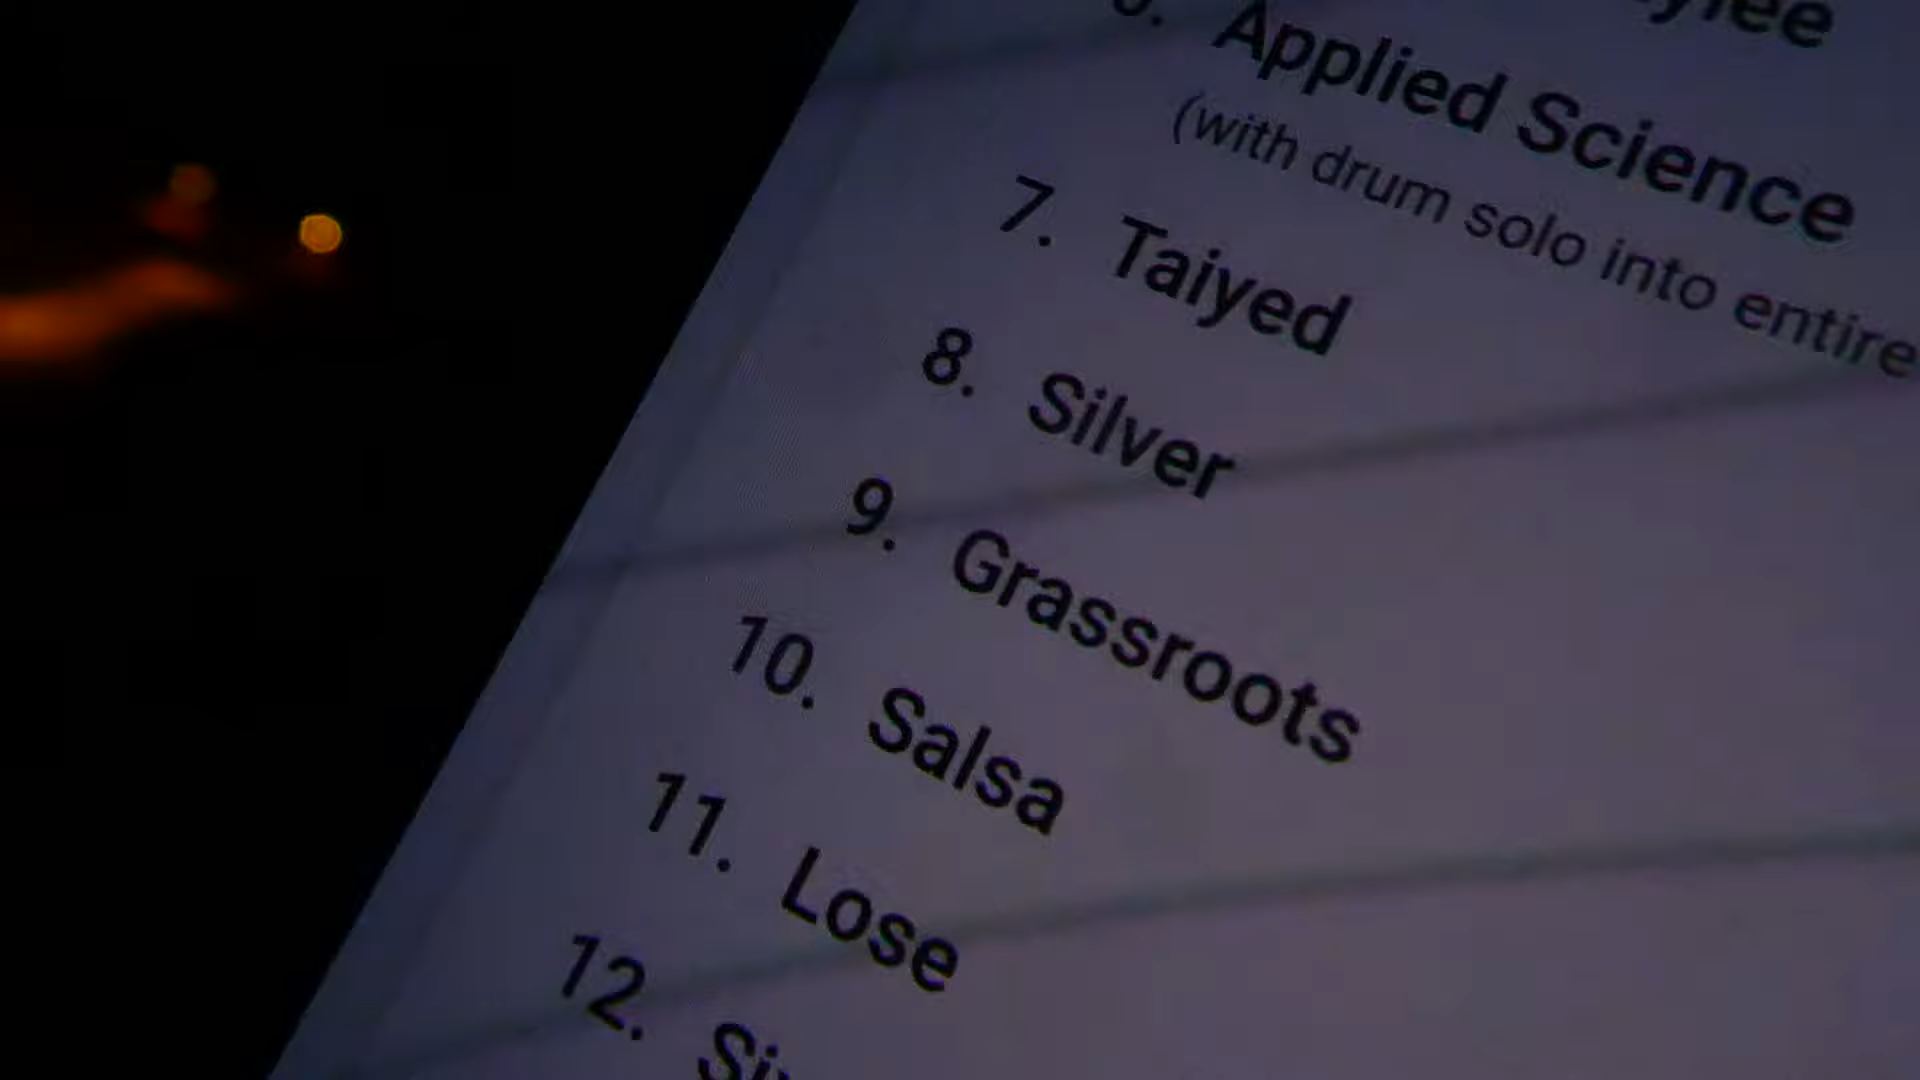 Applied Science
(with drum solo into entire
7. Taiyed
8. Silver
9. Grassroots
10. Salsa
11. Lose
12.